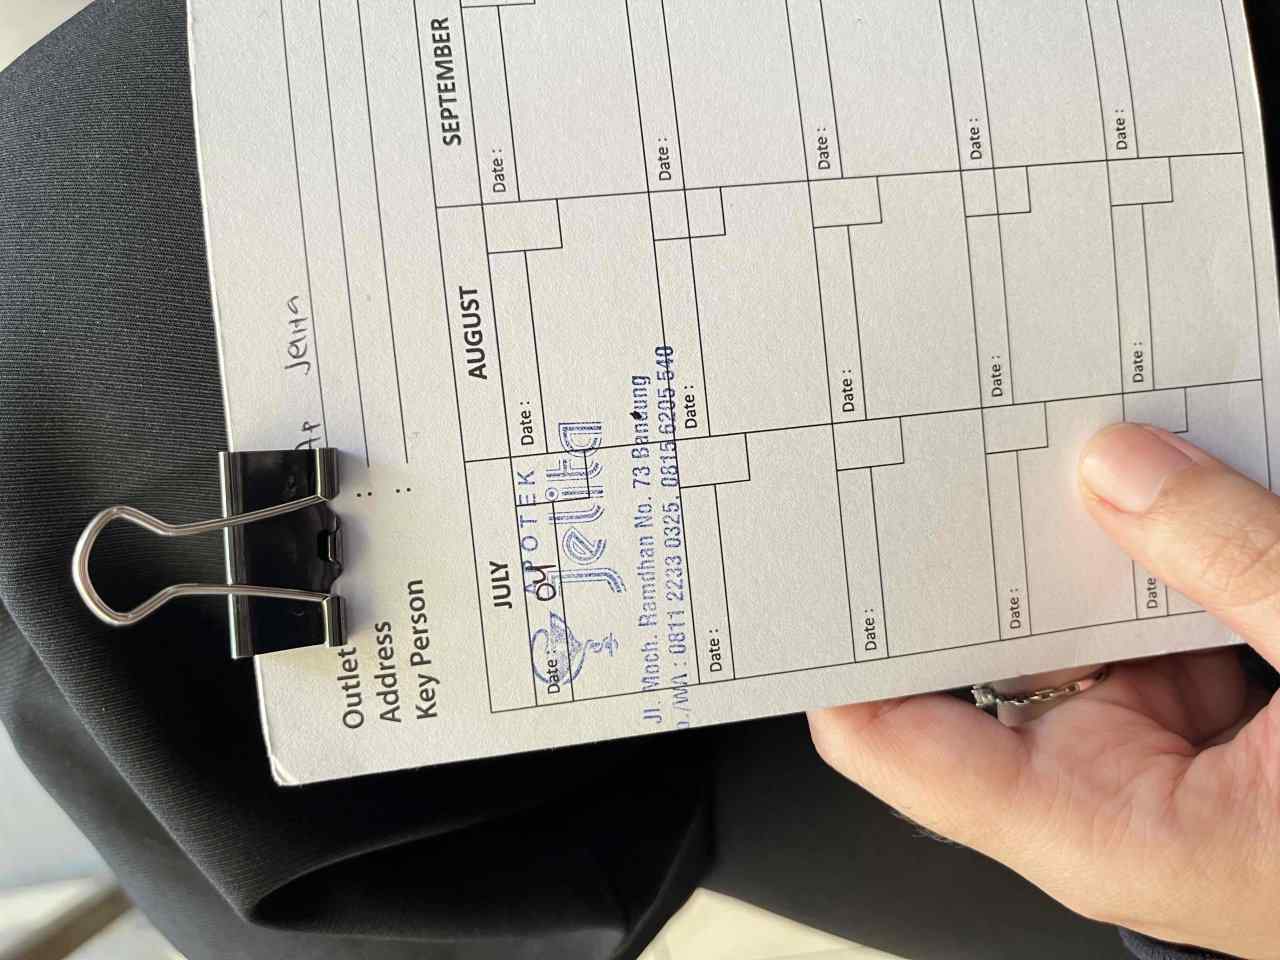 Outlet AP Jelita
Address :
Key Person :
JULY AUGUST SEPTEMBER
Date : 04 Date : Date :
APOTEK
Jelita
Jl. Moch. Ramdhan No. 73 Bandung
p./WA : 0811 2233 0325, 0815 6205 540
Date : Date : Date :
Date : Date : Date :
Date : Date : Date :
Date Date : Date :